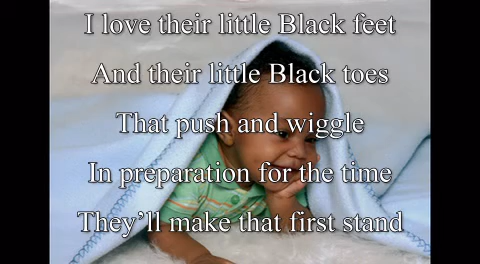 I love their little Black feet
And their little Black toes
That push and wiggle
In preparation for the time
They'll make that first stand